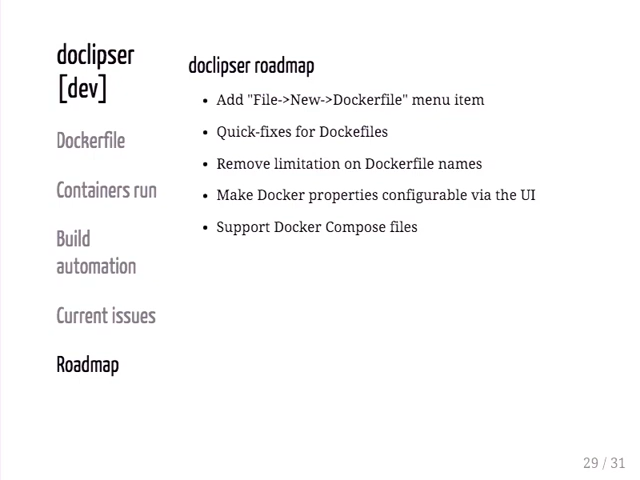 doclipser
[dev]
Dockerfile
Containers run
Build
automation
Current issues
Roadmap
doclipser roadmap
• Add "File->New->Dockerfile" menu item
• Quick-fixes for Dockefiles
• Remove limitation on Dockerfile names
• Make Docker properties configurable via the UI
• Support Docker Compose files
29 / 31